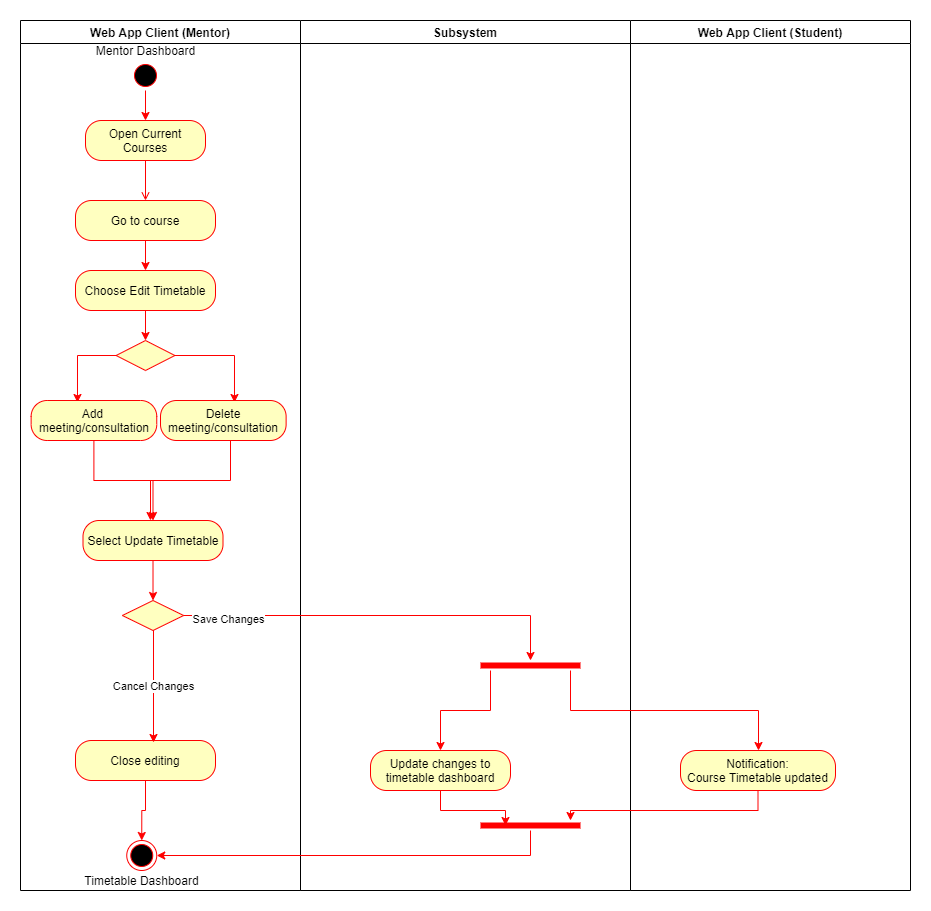 Web App Client (Mentor)
Subsystem
Web App Client (Student)
Mentor Dashboard
Open Current
Courses
Go to course
Choose Edit Timetable
Add
meeting/consultation
Delete
meeting/consultation
Select Update Timetable
Save Changes
Cancel Changes
Close editing
Update changes to
timetable dashboard
Notification:
Course Timetable updated
Timetable Dashboard